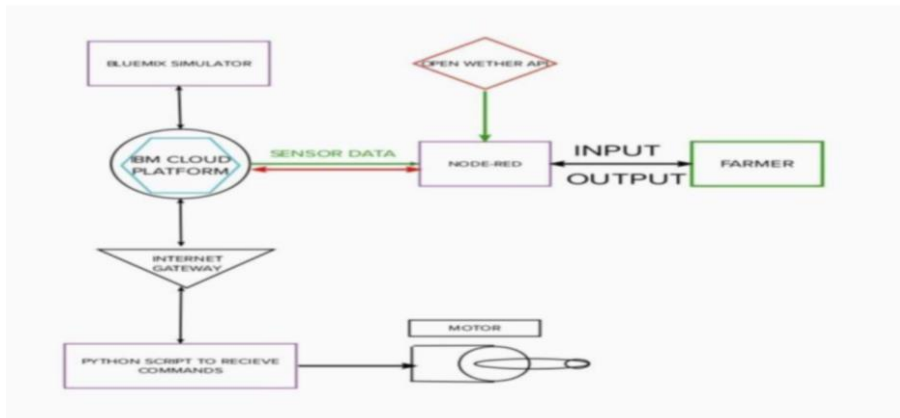 BLUEMIX SIMULATOR
OPEN WETHER API
IBM CLOUD
PLATFORM
SENSOR DATA
NODE-RED
INPUT
OUTPUT
FARMER
INTERNET
GATEWAY
MOTOR
PYTHON SCRIPT TO RECIEVE
COMMANDS